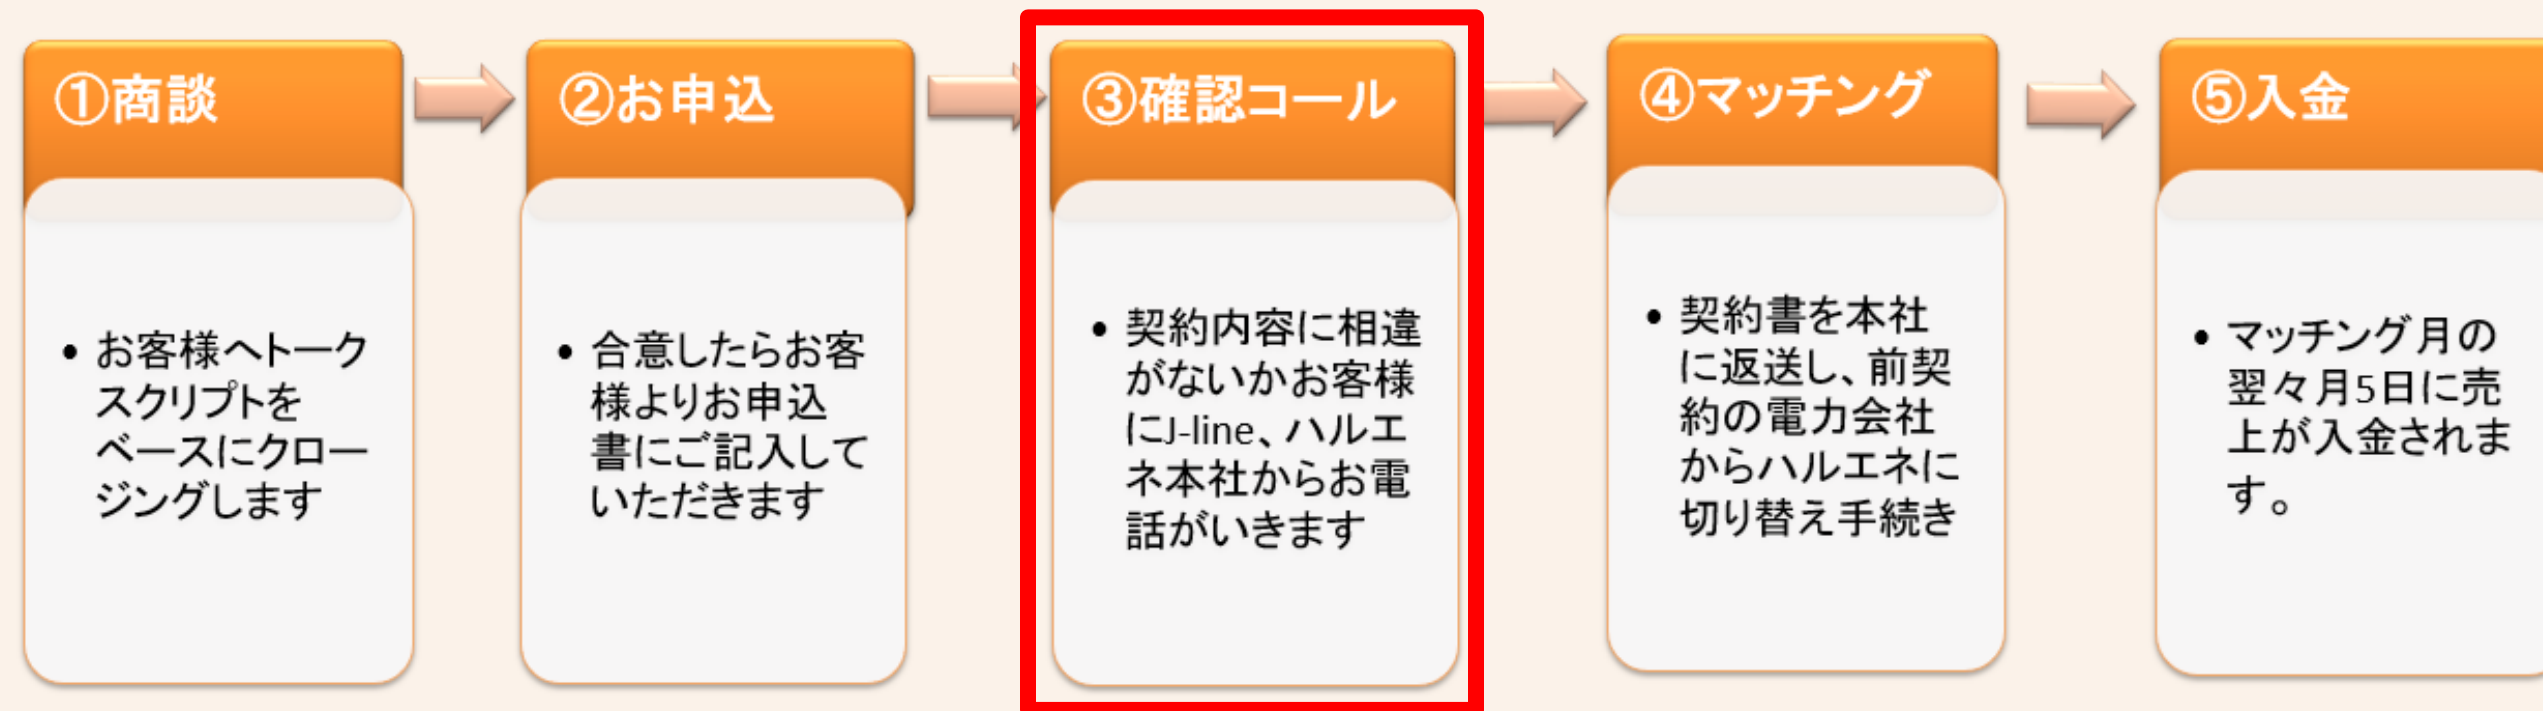 ①商談
• お客様へトーク
スクリプトを
ベースにクロー
ジングします
②お申込
• 合意したらお客
様よりお申込
書にご記入して
いただきます
③確認コール
• 契約内容に相違
がないかお客様
にJ-line、ハルエ
ネ本社からお電
話がいきます
④マッチング
• 契約書を本社
に返送し、前契
約の電力会社
からハルエネに
切り替え手続き
⑤入金
• マッチング月の
翌々月5日に売
上が入金されま
す。